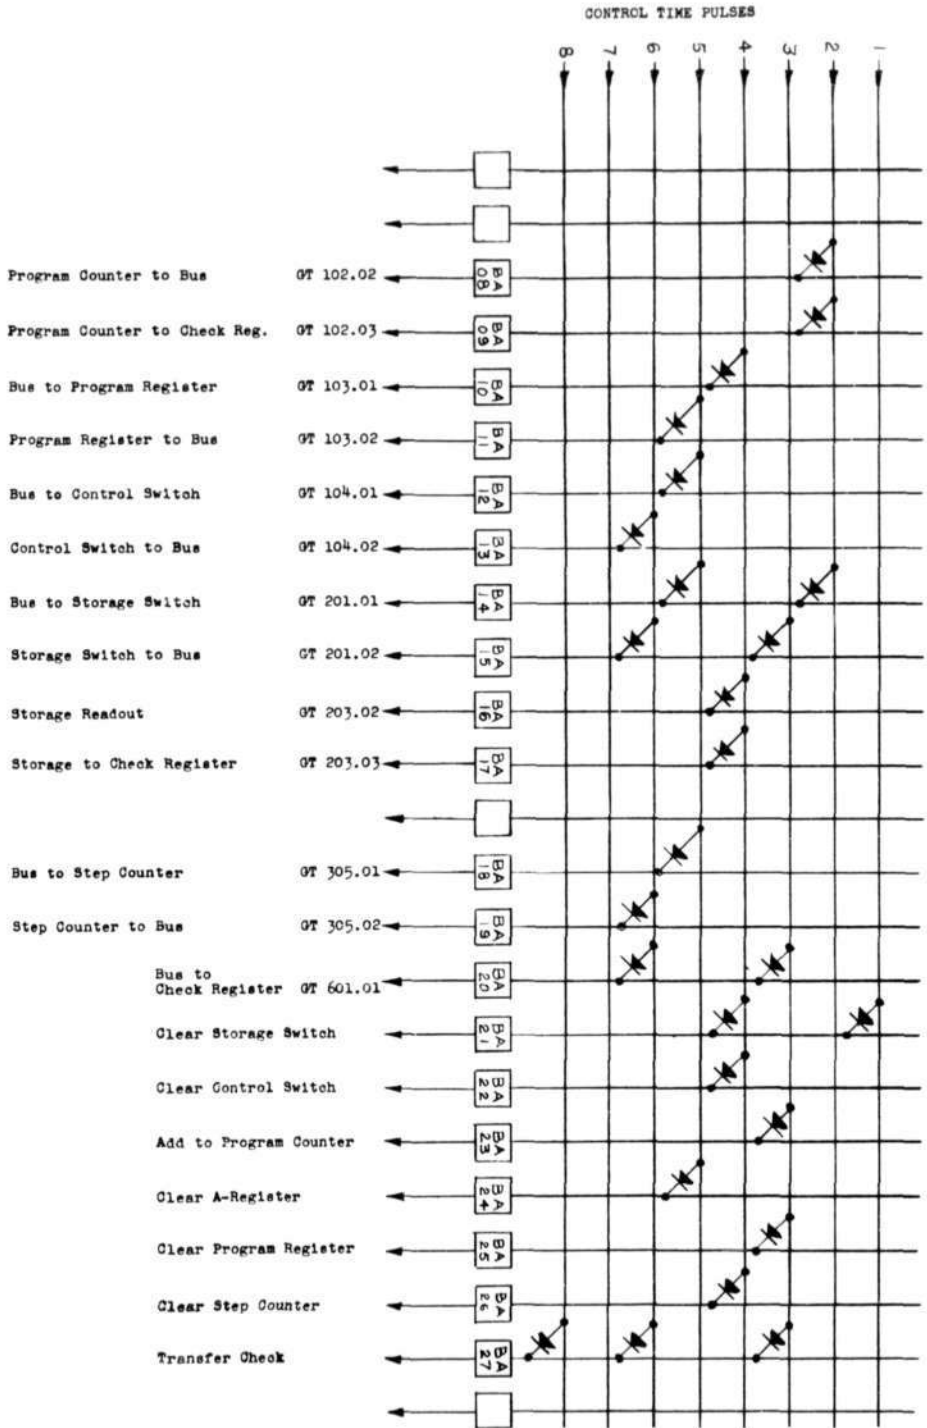 CONTROL TIME PULSES
8 7 6 5 4 3 2 1
Program Counter to Bus GT 102.02 BA 08
Program Counter to Check Reg. GT 102.03 BA 09
Bus to Program Register GT 103.01 BA 10
Program Register to Bus GT 103.02 BA 11
Bus to Control Switch GT 104.01 BA 12
Control Switch to Bus GT 104.02 BA 13
Bus to Storage Switch GT 201.01 BA 14
Storage Switch to Bus GT 201.02 BA 15
Storage Readout GT 203.02 BA 16
Storage to Check Register GT 203.03 BA 17
Bus to Step Counter GT 305.01 BA 18
Step Counter to Bus GT 305.02 BA 19
Bus to
Check Register GT 601.01 BA 20
Clear Storage Switch BA 21
Clear Control Switch BA 22
Add to Program Counter BA 23
Clear A-Register BA 24
Clear Program Register BA 25
Clear Step Counter BA 26
Transfer Check BA 27